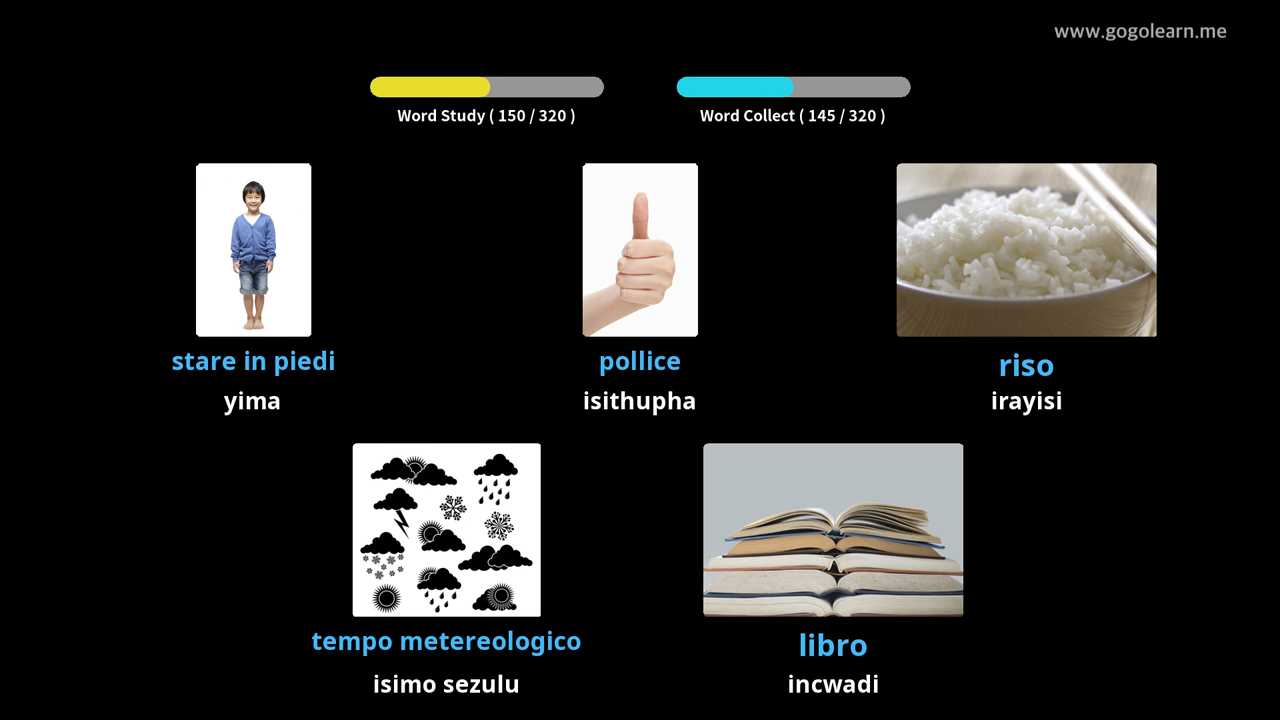 www.gogolearn.me
Word Study ( 150 / 320 )
Word Collect ( 145 / 320 )
stare in piedi
yima
pollice
isithupha
riso
irayisi
tempo metereologico
isimo sezulu
libro
incwadi